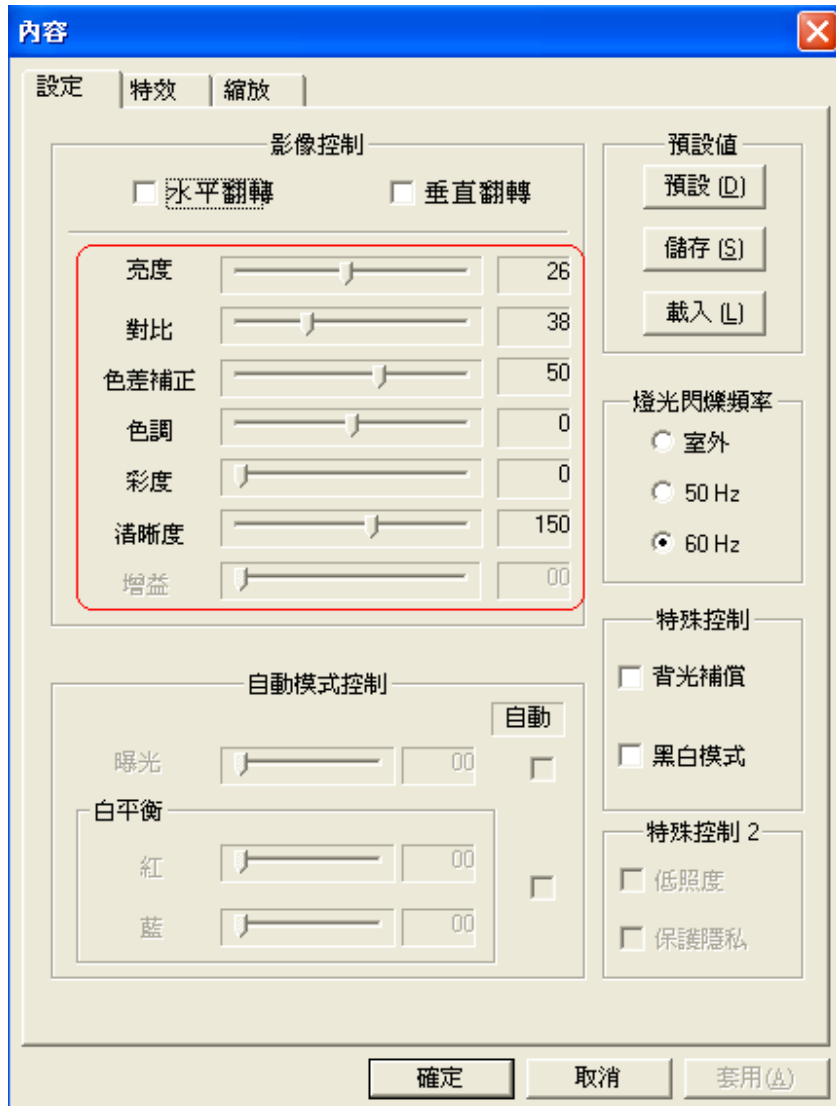 內容
設定 特效 縮放
影像控制
水平翻轉 垂直翻轉
亮度 26
對比 38
色差補正 50
色調 0
彩度 0
清晰度 150
增益 00
自動模式控制
自動
曝光 00
白平衡
紅 00
藍 00
預設值
預設 (D)
儲存 (S)
載入 (L)
燈光閃爍頻率
室外
50 Hz
60 Hz
特殊控制
背光補償
黑白模式
特殊控制 2
低照度
保護隱私
確定 取消 套用(A)